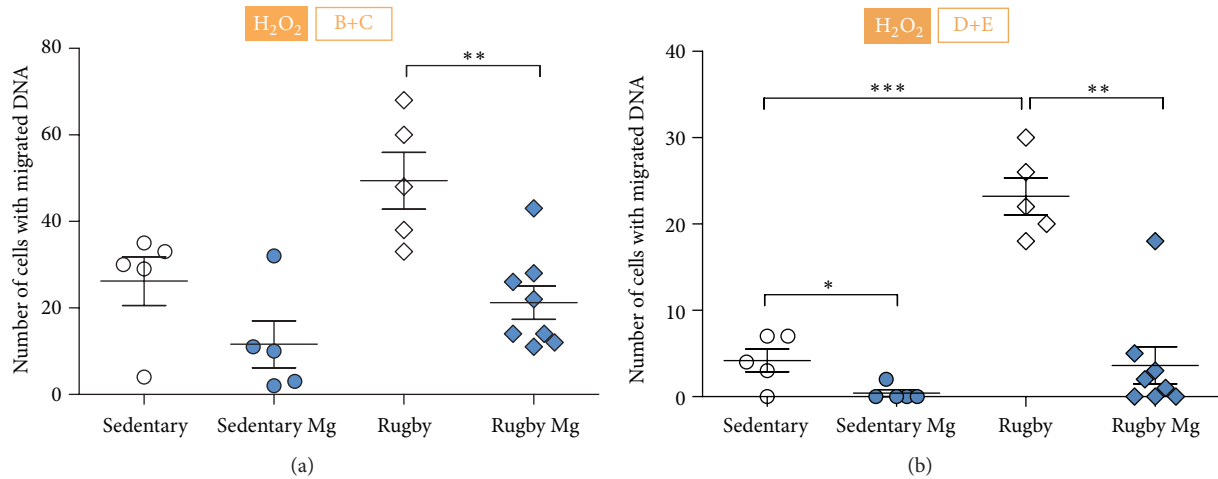 H₂O₂ B+C
Number of cells with migrated DNA
80
60
40
20
0
**
Sedentary Sedentary Mg Rugby Rugby Mg
(a)
H₂O₂ D+E
Number of cells with migrated DNA
40
30
20
10
0
*** **
*
Sedentary Sedentary Mg Rugby Rugby Mg
(b)